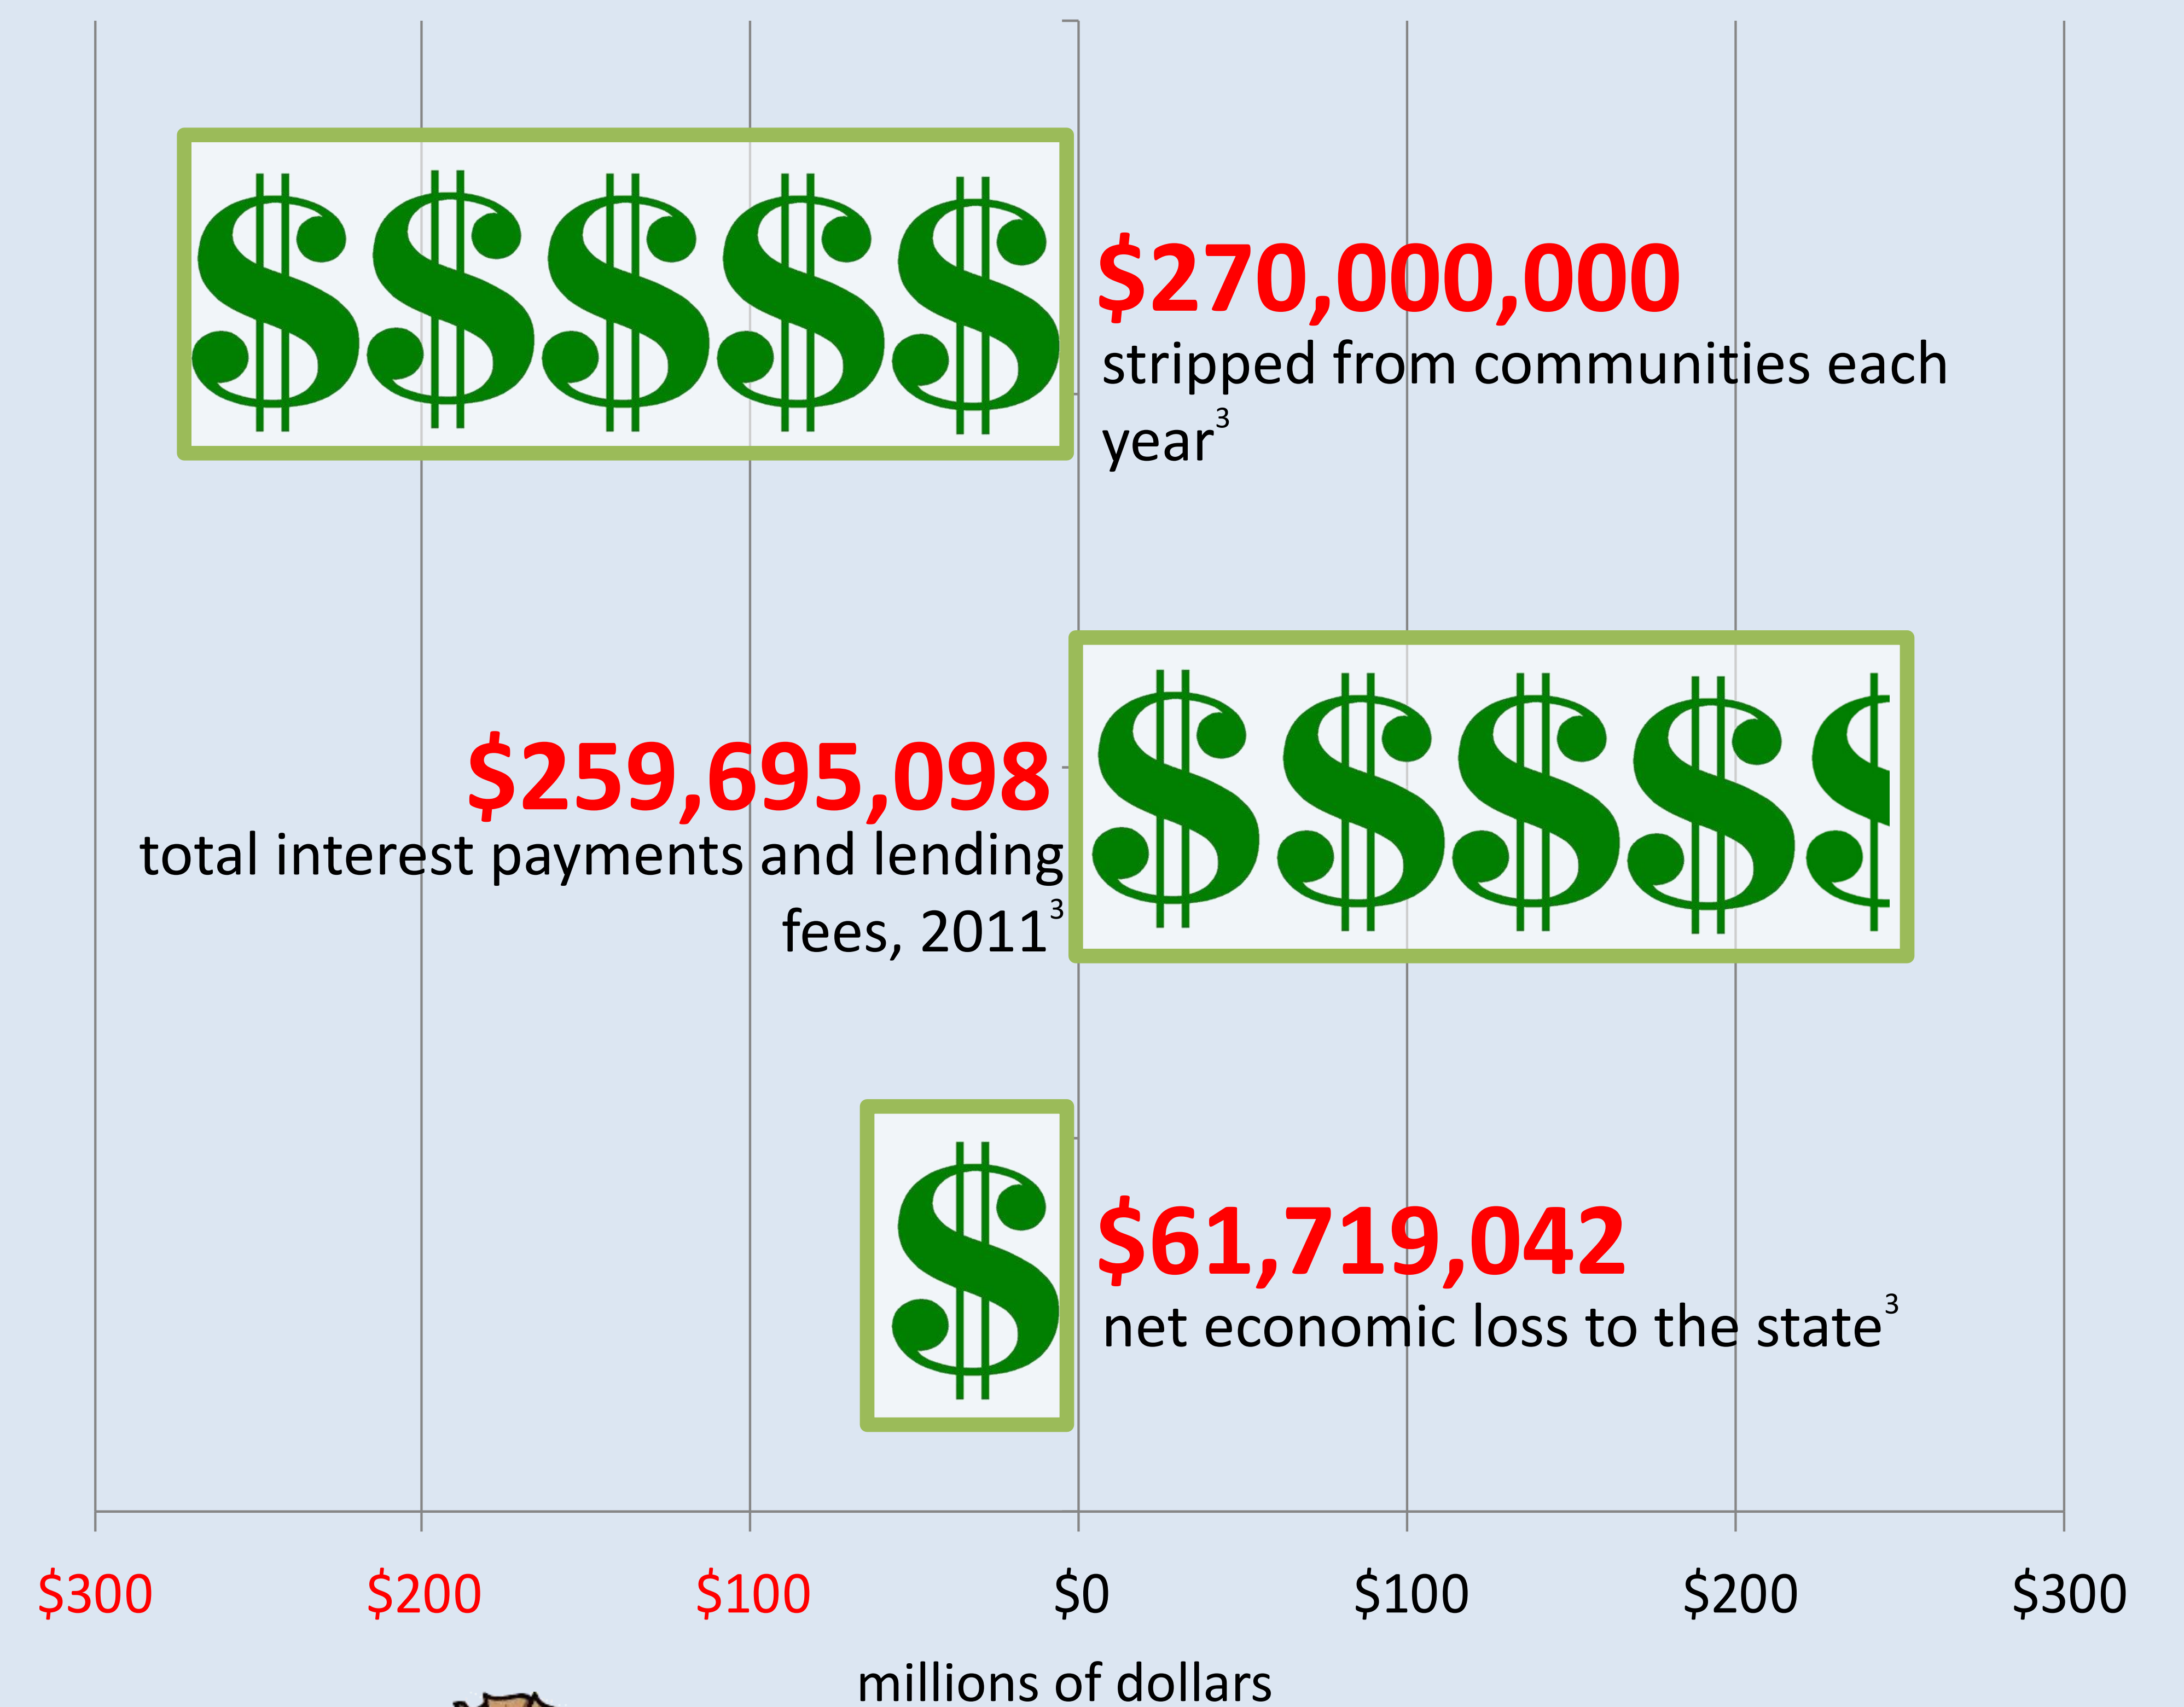 $270,000,000
stripped from communities each
year3
$259,695,098
total interest payments and lending
fees, 20113
$61,719,042
net economic loss to the state3
$300 $200 $100 $0 $100 $200 $300
millions of dollars